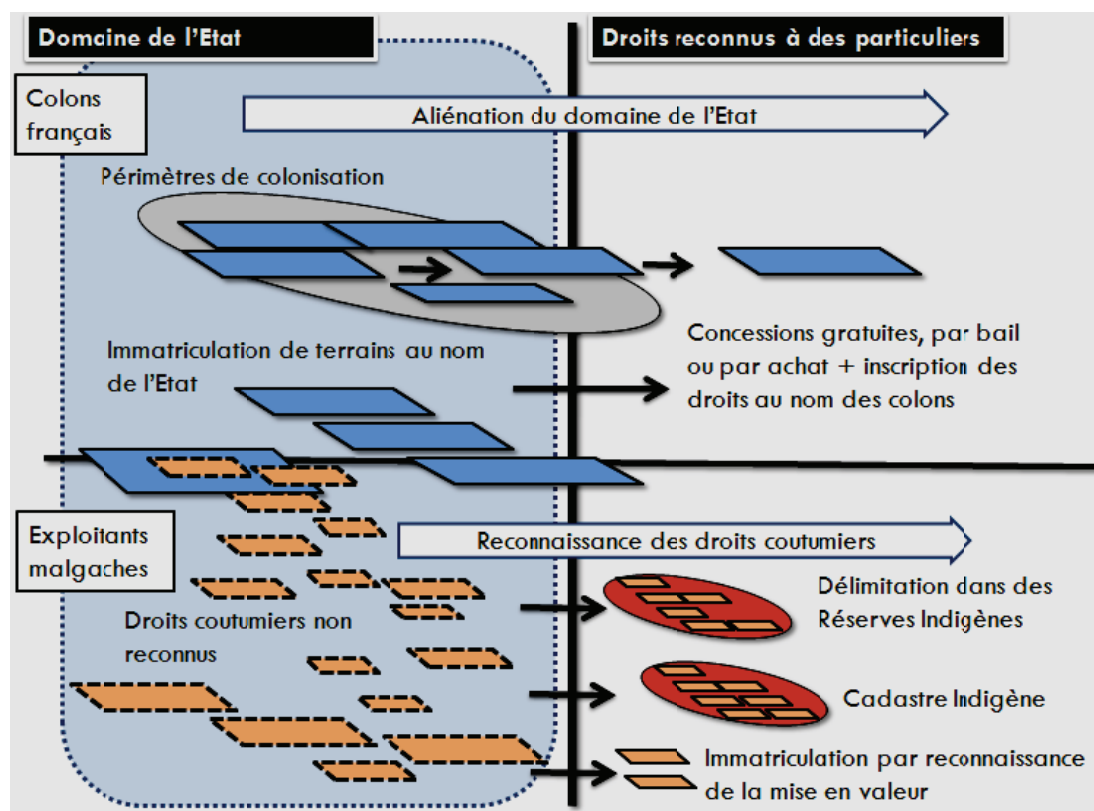 Domaine de l'Etat
Droits reconnus à des particuliers
Colons
français
Aliénation du domaine de l'Etat
Périmètres de colonisation
Immatriculation de terrains au nom
de l'Etat
Concessions gratuites, par bail
ou par achat + inscription des
droits au nom des colons
Exploitants
malgaches
Reconnaissance des droits coutumiers
Droits coutumiers non
reconnus
Délimitation dans des
Réserves Indigènes
Cadastre Indigène
Immatriculation par reconnaissance
de la mise en valeur